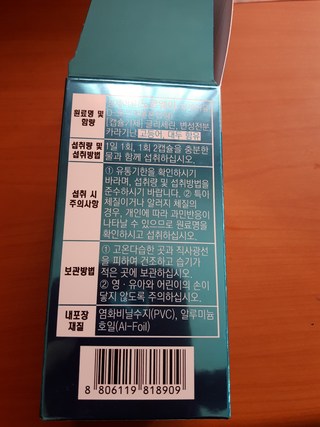 원료명 및
함량
[캡슐기제] 글리세린, 변성전분,
카라기난 고등어, 대두 함유
섭취량 및
섭취방법
1일 1회, 1회 2캡슐을 충분한
물과 함께 섭취하십시오.
섭취 시
주의사항
① 유통기한을 확인하시기
바라며, 섭취량 및 섭취방법을
준수하시기 바랍니다. ② 특이
체질이거나 알러지 체질의
경우, 개인에 따라 과민반응이
나타날 수 있으므로 원료명을
확인하고 섭취하십시오.
보관방법
① 고온다습한 곳과 직사광선
을 피하여 건조하고 습기가
적은 곳에 보관하십시오.
② 영·유아와 어린이의 손이
닿지 않도록 주의하십시오.
내포장
재질
염화비닐수지(PVC), 알루미늄
호일(Al-Foil)
8 806119 818909